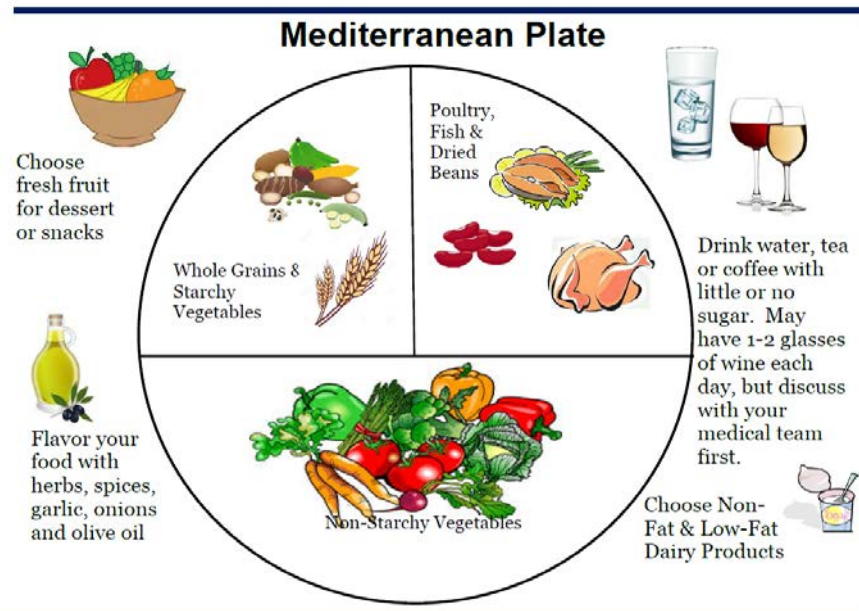 Mediterranean Plate
Choose
fresh fruit
for dessert
or snacks
Whole Grains &
Starchy
Vegetables
Poultry,
Fish &
Dried
Beans
Drink water, tea
or coffee with
little or no
sugar. May
have 1-2 glasses
of wine each
day, but discuss
with your
medical team
first.
Flavor your
food with
herbs, spices,
garlic, onions
and olive oil
Non-Starchy Vegetables
Choose Non-
Fat & Low-Fat
Dairy Products